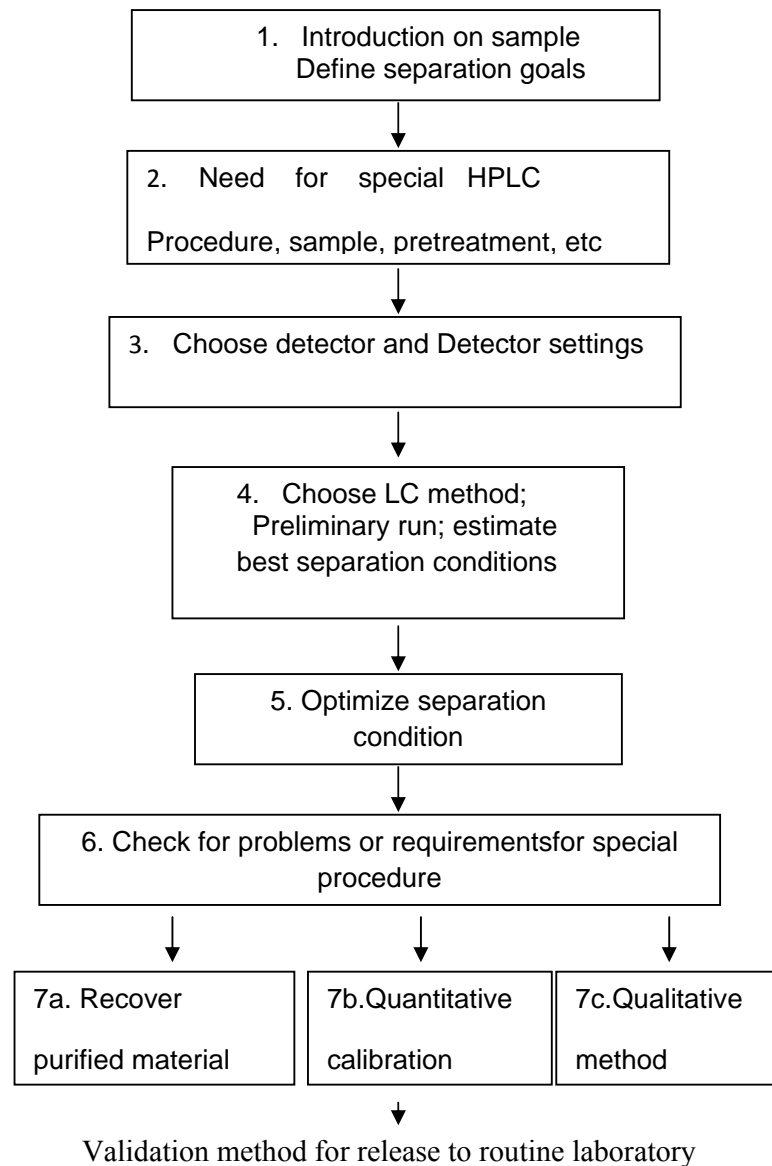 1. Introduction on sample
Define separation goals
2. Need for special HPLC
Procedure, sample, pretreatment, etc
3. Choose detector and Detector settings
4. Choose LC method;
Preliminary run; estimate
best separation conditions
5. Optimize separation
condition
6. Check for problems or requirementsfor special
procedure
7a. Recover
purified material
7b.Quantitative
calibration
7c.Qualitative
method
Validation method for release to routine laboratory